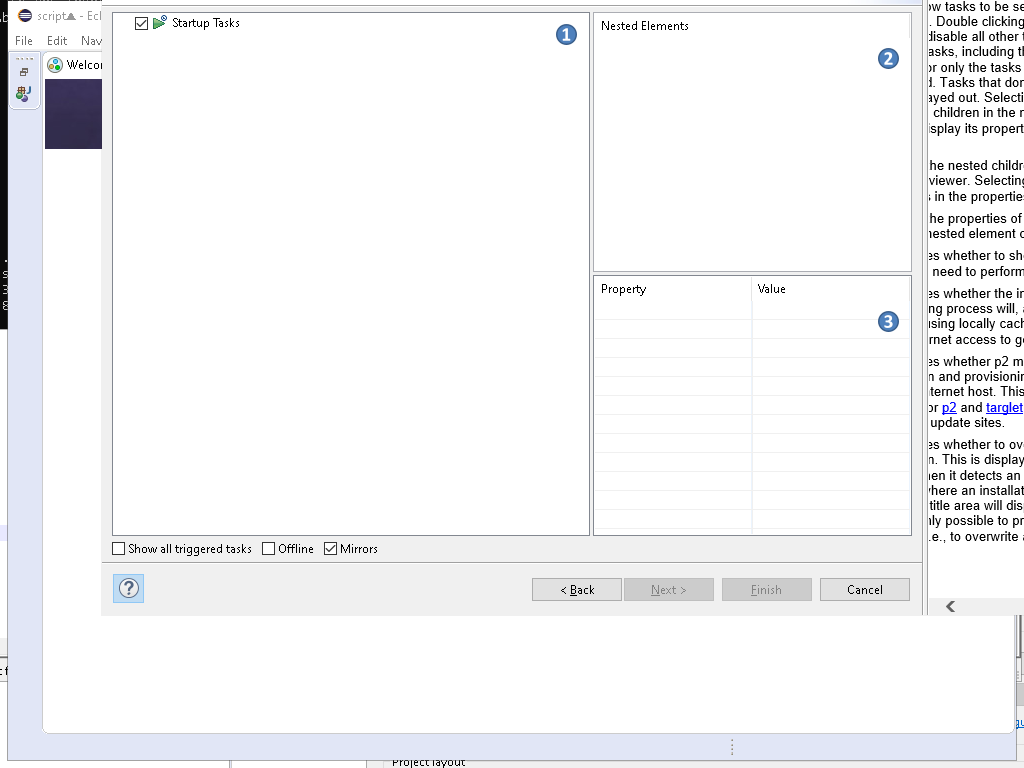 script
File Edit Nav
Startup Tasks
1
Nested Elements
2
Property Value
3
Show all triggered tasks Offline Mirrors
?
< Back Next > Finish Cancel
Project layout
tasks to be se
. Double clicking
disable all other t
asks, including th
or only the tasks
d. Tasks that don
ayed out. Selecti
children in the n
isplay its propert
he nested childre
viewer. Selecting
s in the properties
he properties of
nested element o
es whether to sh
need to perform
es whether the in
ng process will, a
using locally cach
rnet access to ge
es whether p2 m
n and provisionin
ternet host. This
or p2 and targlet
update sites.
es whether to ov
n. This is display
en it detects an
where an installat
title area will dis
nly possible to pr
.e., to overwrite a